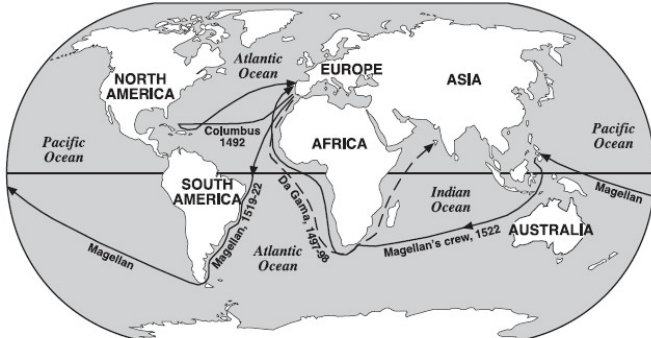 Atlantic
Ocean
EUROPE
ASIA
NORTH
AMERICA
Columbus
1492
AFRICA
Pacific
Ocean
Pacific
Ocean
SOUTH
AMERICA
Da Gama, 1497-98
Indian
Ocean
Magellan
Magellan, 1519-22
Atlantic
Ocean
Magellan's crew, 1522
AUSTRALIA
Magellan